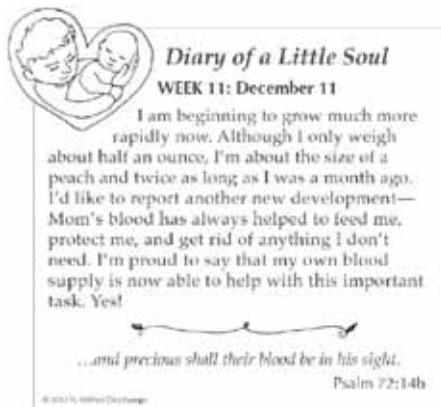 Diary of a Little Soul
WEEK 11: December 11
I am beginning to grow much more
rapidly now. Although I only weigh
about half an ounce, I'm about the size of a
peach and twice as long as I was a month ago.
I'd like to report another new development—
Mom's blood has always helped to feed me,
protect me, and get rid of anything I don't
need. I'm proud to say that my own blood
supply is now able to help with this important
task. Yes!
...and precious shall their blood be in his sight.
Psalm 72:14b